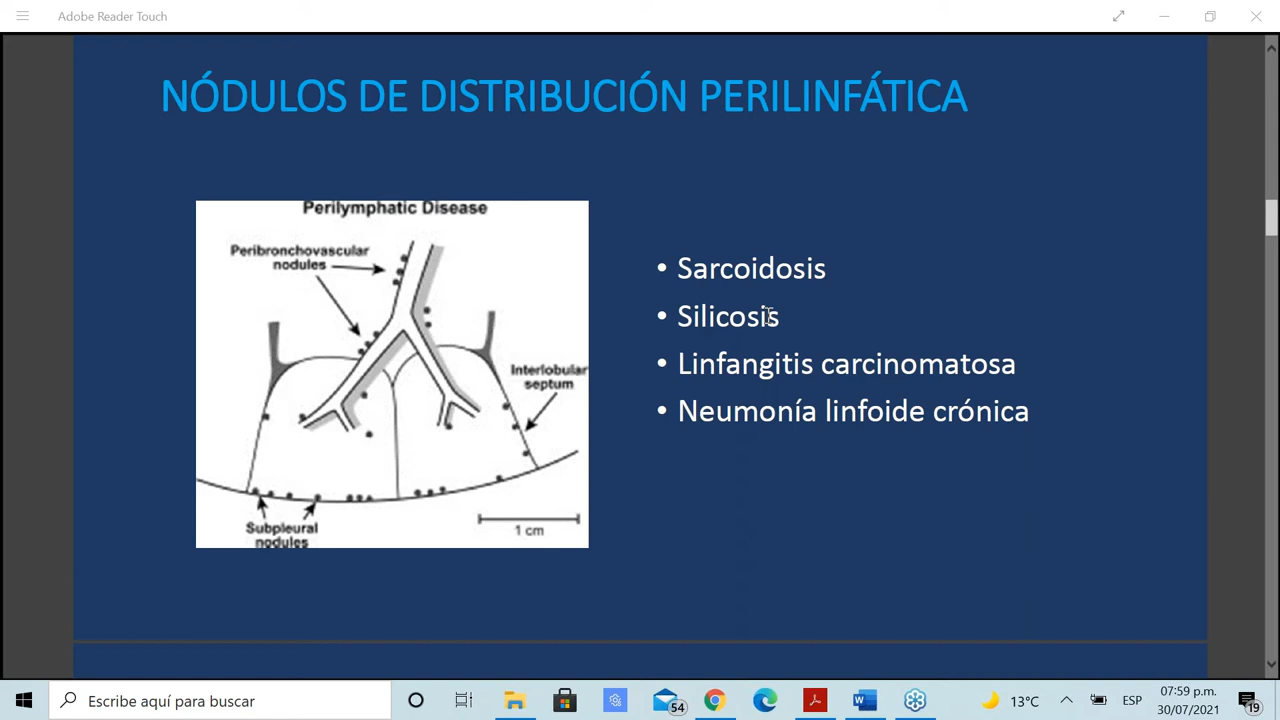 Adobe Reader Touch
NÓDULOS DE DISTRIBUCIÓN PERILINFÁTICA
Perilymphatic Disease
Peribronchovascular
nodules
Interlobular
septum
Subpleural
nodules
1 cm
• Sarcoidosis
• Silicosis
• Linfangitis carcinomatosa
• Neumonía linfoide crónica
Escribe aquí para buscar
54
13°C
ESP
07:59 p.m.
30/07/2021
19